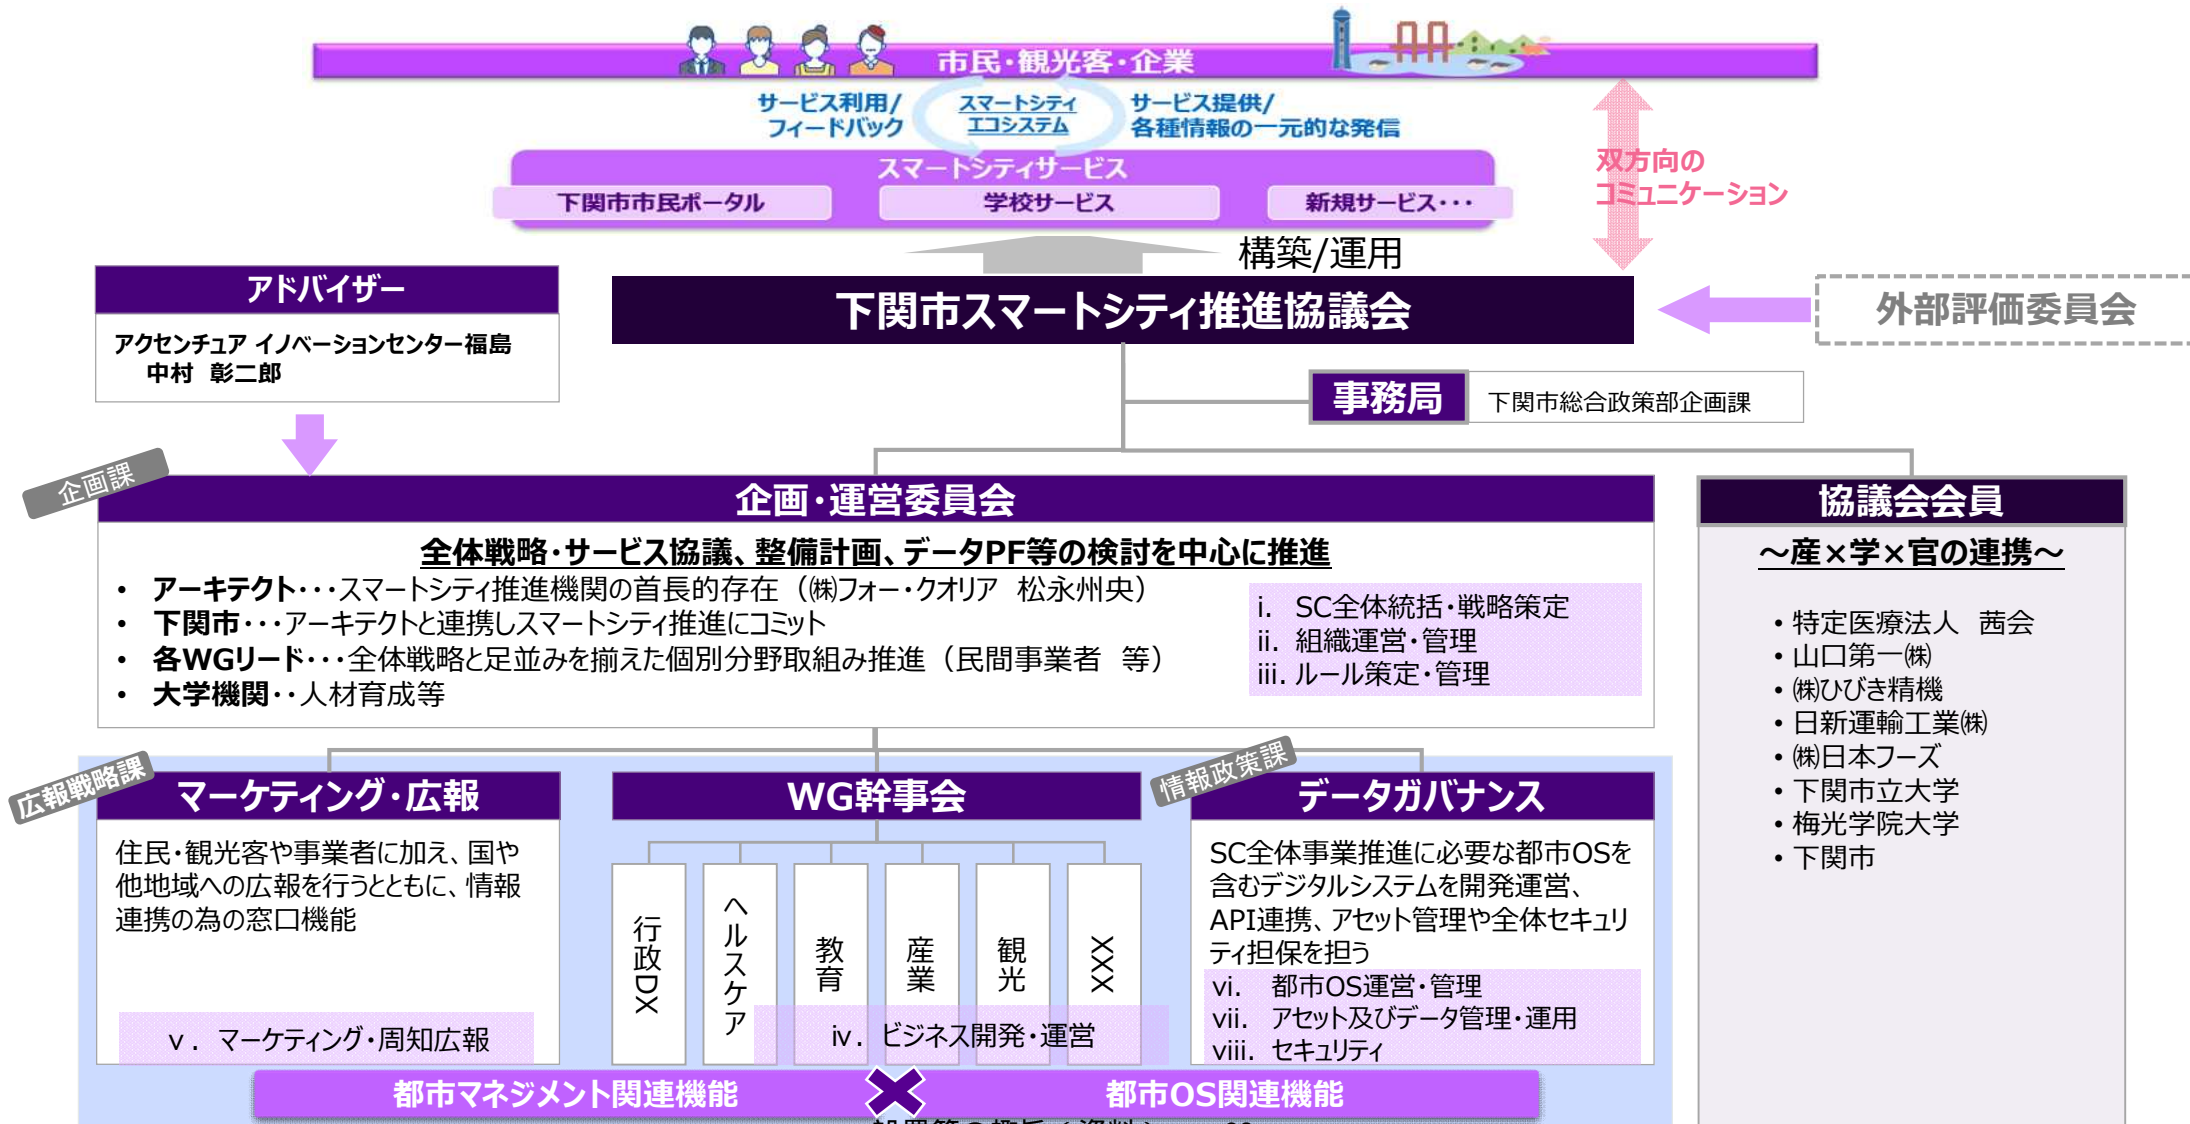 市民・観光客・企業
サービス利用/
フィードバック
スマートシティ
エコシステム
サービス提供/
各種情報の一元的な発信
スマートシティサービス
下関市市民ポータル
学校サービス
新規サービス・・・
双方向の
コミュニケーション
構築/運用
アドバイザー
アクセンチュア イノベーションセンター福島
中村 彰二郎
下関市スマートシティ推進協議会
外部評価委員会
事務局
下関市総合政策部企画課
企画課
企画・運営委員会
全体戦略・サービス協議、整備計画、データPF等の検討を中心に推進
• アーキテクト・・・スマートシティ推進機関の首長的存在（㈱フォー・クオリア 松永州央）
• 下関市・・・アーキテクトと連携しスマートシティ推進にコミット
• 各WGリード・・・全体戦略と足並みを揃えた個別分野取組み推進（民間事業者 等）
• 大学機関・・人材育成等
i. SC全体統括・戦略策定
ii. 組織運営・管理
iii. ルール策定・管理
協議会会員
～産×学×官の連携～
• 特定医療法人 茜会
• 山口第一㈱
• ㈱ひびき精機
• 日新運輸工業㈱
• ㈱日本フーズ
• 下関市立大学
• 梅光学院大学
• 下関市
広報戦略課
マーケティング・広報
住民・観光客や事業者に加え、国や
他地域への広報を行うとともに、情報
連携の為の窓口機能
v. マーケティング・周知広報
WG幹事会
行政DX
ヘルスケア
教育
産業
観光
XXX
iv. ビジネス開発・運営
情報政策課
データガバナンス
SC全体事業推進に必要な都市OSを
含むデジタルシステムを開発運営、
API連携、アセット管理や全体セキュリ
ティ担保を担う
vi. 都市OS運営・管理
vii. アセット及びデータ管理・運用
viii. セキュリティ
都市マネジメント関連機能
都市OS関連機能